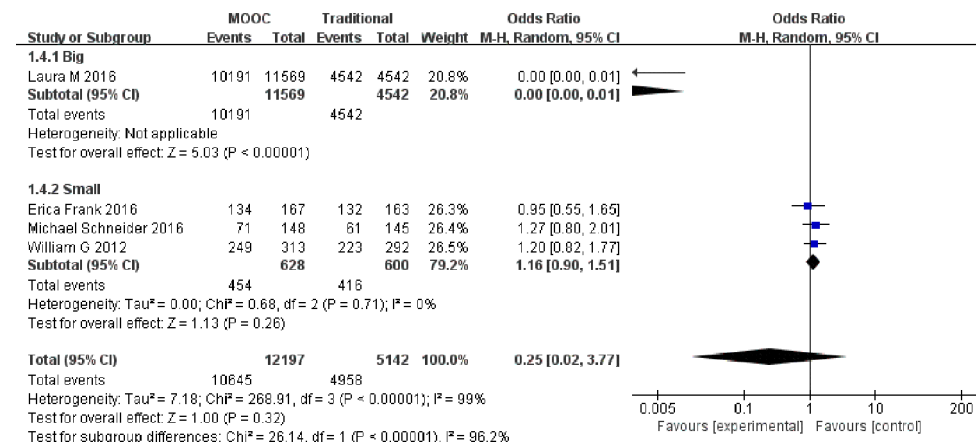 MOOC Traditional Odds Ratio Odds Ratio
Study or Subgroup Events Total Events Total Weight M-H, Random, 95% CI M-H, Random, 95% CI
1.4.1 Big
Laura M 2016 10191 11569 4542 4542 20.8% 0.00 [0.00, 0.01]
Subtotal (95% CI) 11569 4542 20.8% 0.00 [0.00, 0.01]
Total events 10191 4542
Heterogeneity: Not applicable
Test for overall effect: Z = 5.03 (P < 0.00001)
1.4.2 Small
Erica Frank 2016 134 167 132 163 26.3% 0.95 [0.55, 1.65]
Michael Schneider 2016 71 148 61 145 26.4% 1.27 [0.80, 2.01]
William G 2012 249 313 223 292 26.5% 1.20 [0.82, 1.77]
Subtotal (95% CI) 628 600 79.2% 1.16 [0.90, 1.51]
Total events 454 416
Heterogeneity: Tau² = 0.00; Chi² = 0.68, df = 2 (P = 0.71); I² = 0%
Test for overall effect: Z = 1.13 (P = 0.26)
Total (95% CI) 12197 5142 100.0% 0.25 [0.02, 3.77]
Total events 10645 4958
Heterogeneity: Tau² = 7.18; Chi² = 268.91, df = 3 (P < 0.00001); I² = 99%
Test for overall effect: Z = 1.00 (P = 0.32)
Test for subgroup differences: Chi² = 26.14, df = 1 (P < 0.00001), I² = 96.2%
0.005 0.1 1 10 200
Favours [experimental] Favours [control]